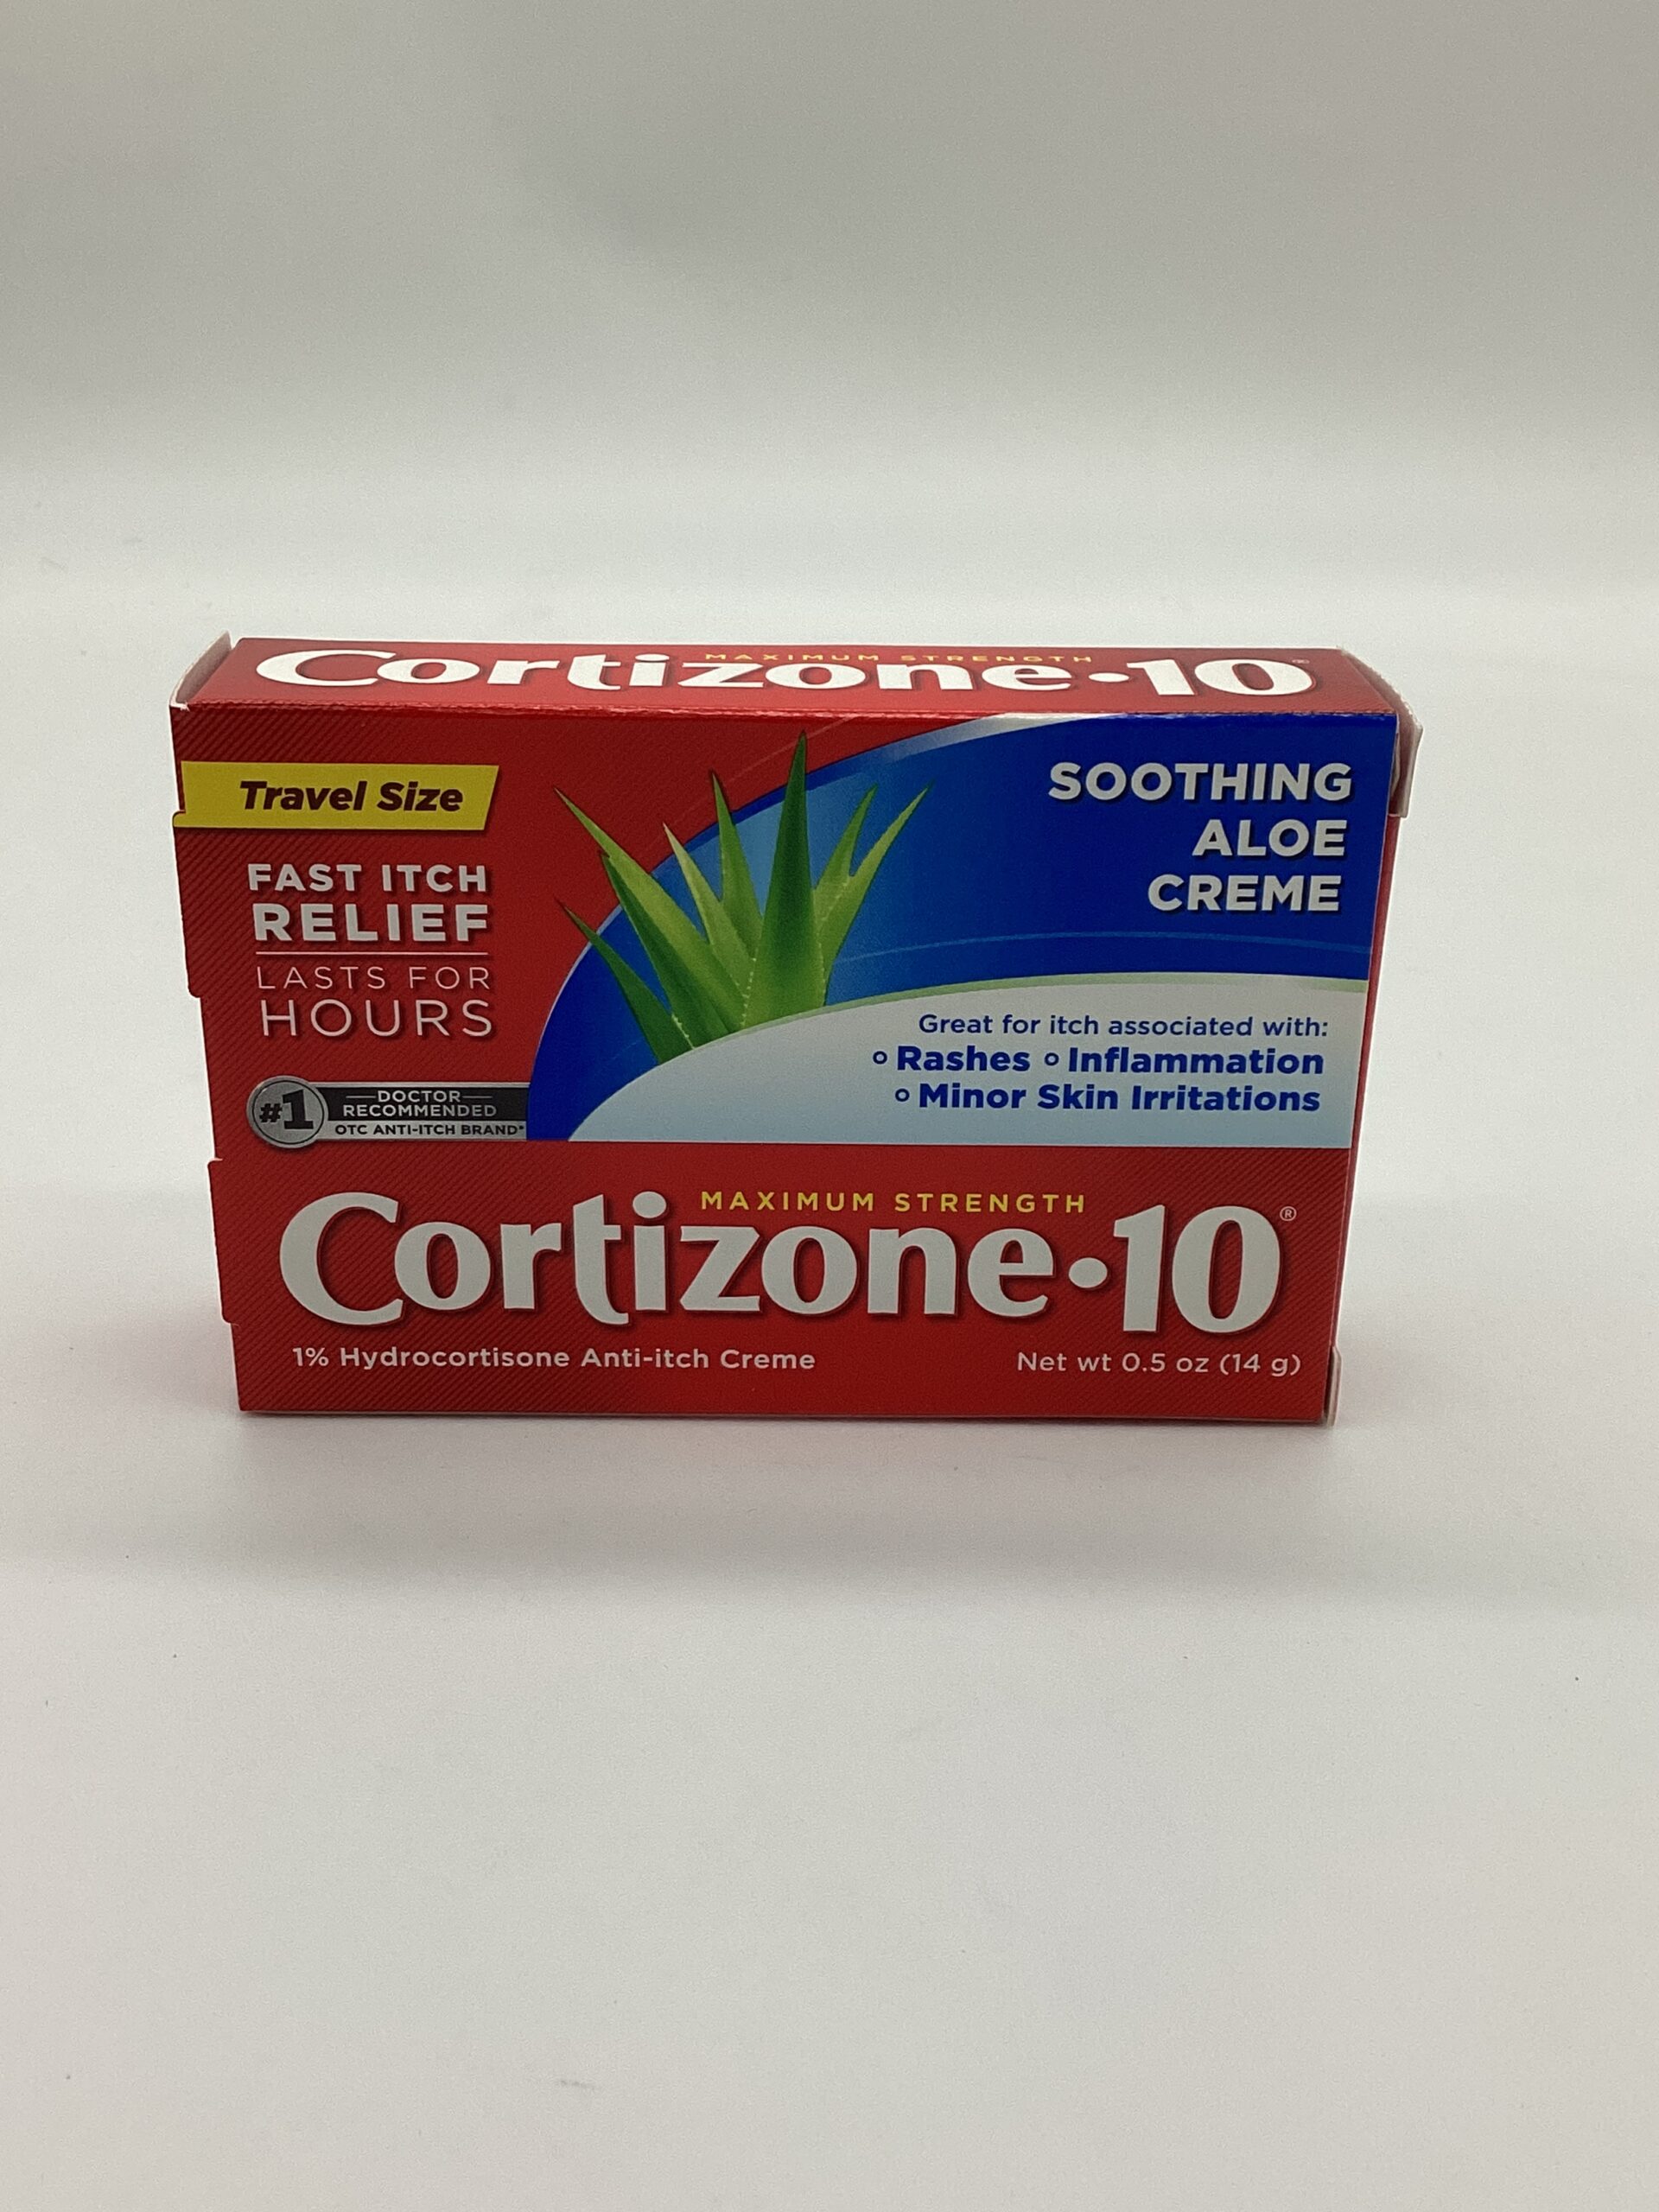 MAXIMUM STRENGTH
Cortizone•10®
Travel Size
FAST ITCH
RELIEF
LASTS FOR
HOURS
#1 DOCTOR
RECOMMENDED
OTC ANTI-ITCH BRAND*
SOOTHING
ALOE
CREME
Great for itch associated with:
◦ Rashes ◦ Inflammation
◦ Minor Skin Irritations
MAXIMUM STRENGTH
Cortizone•10®
1% Hydrocortisone Anti-itch Creme
Net wt 0.5 oz (14 g)